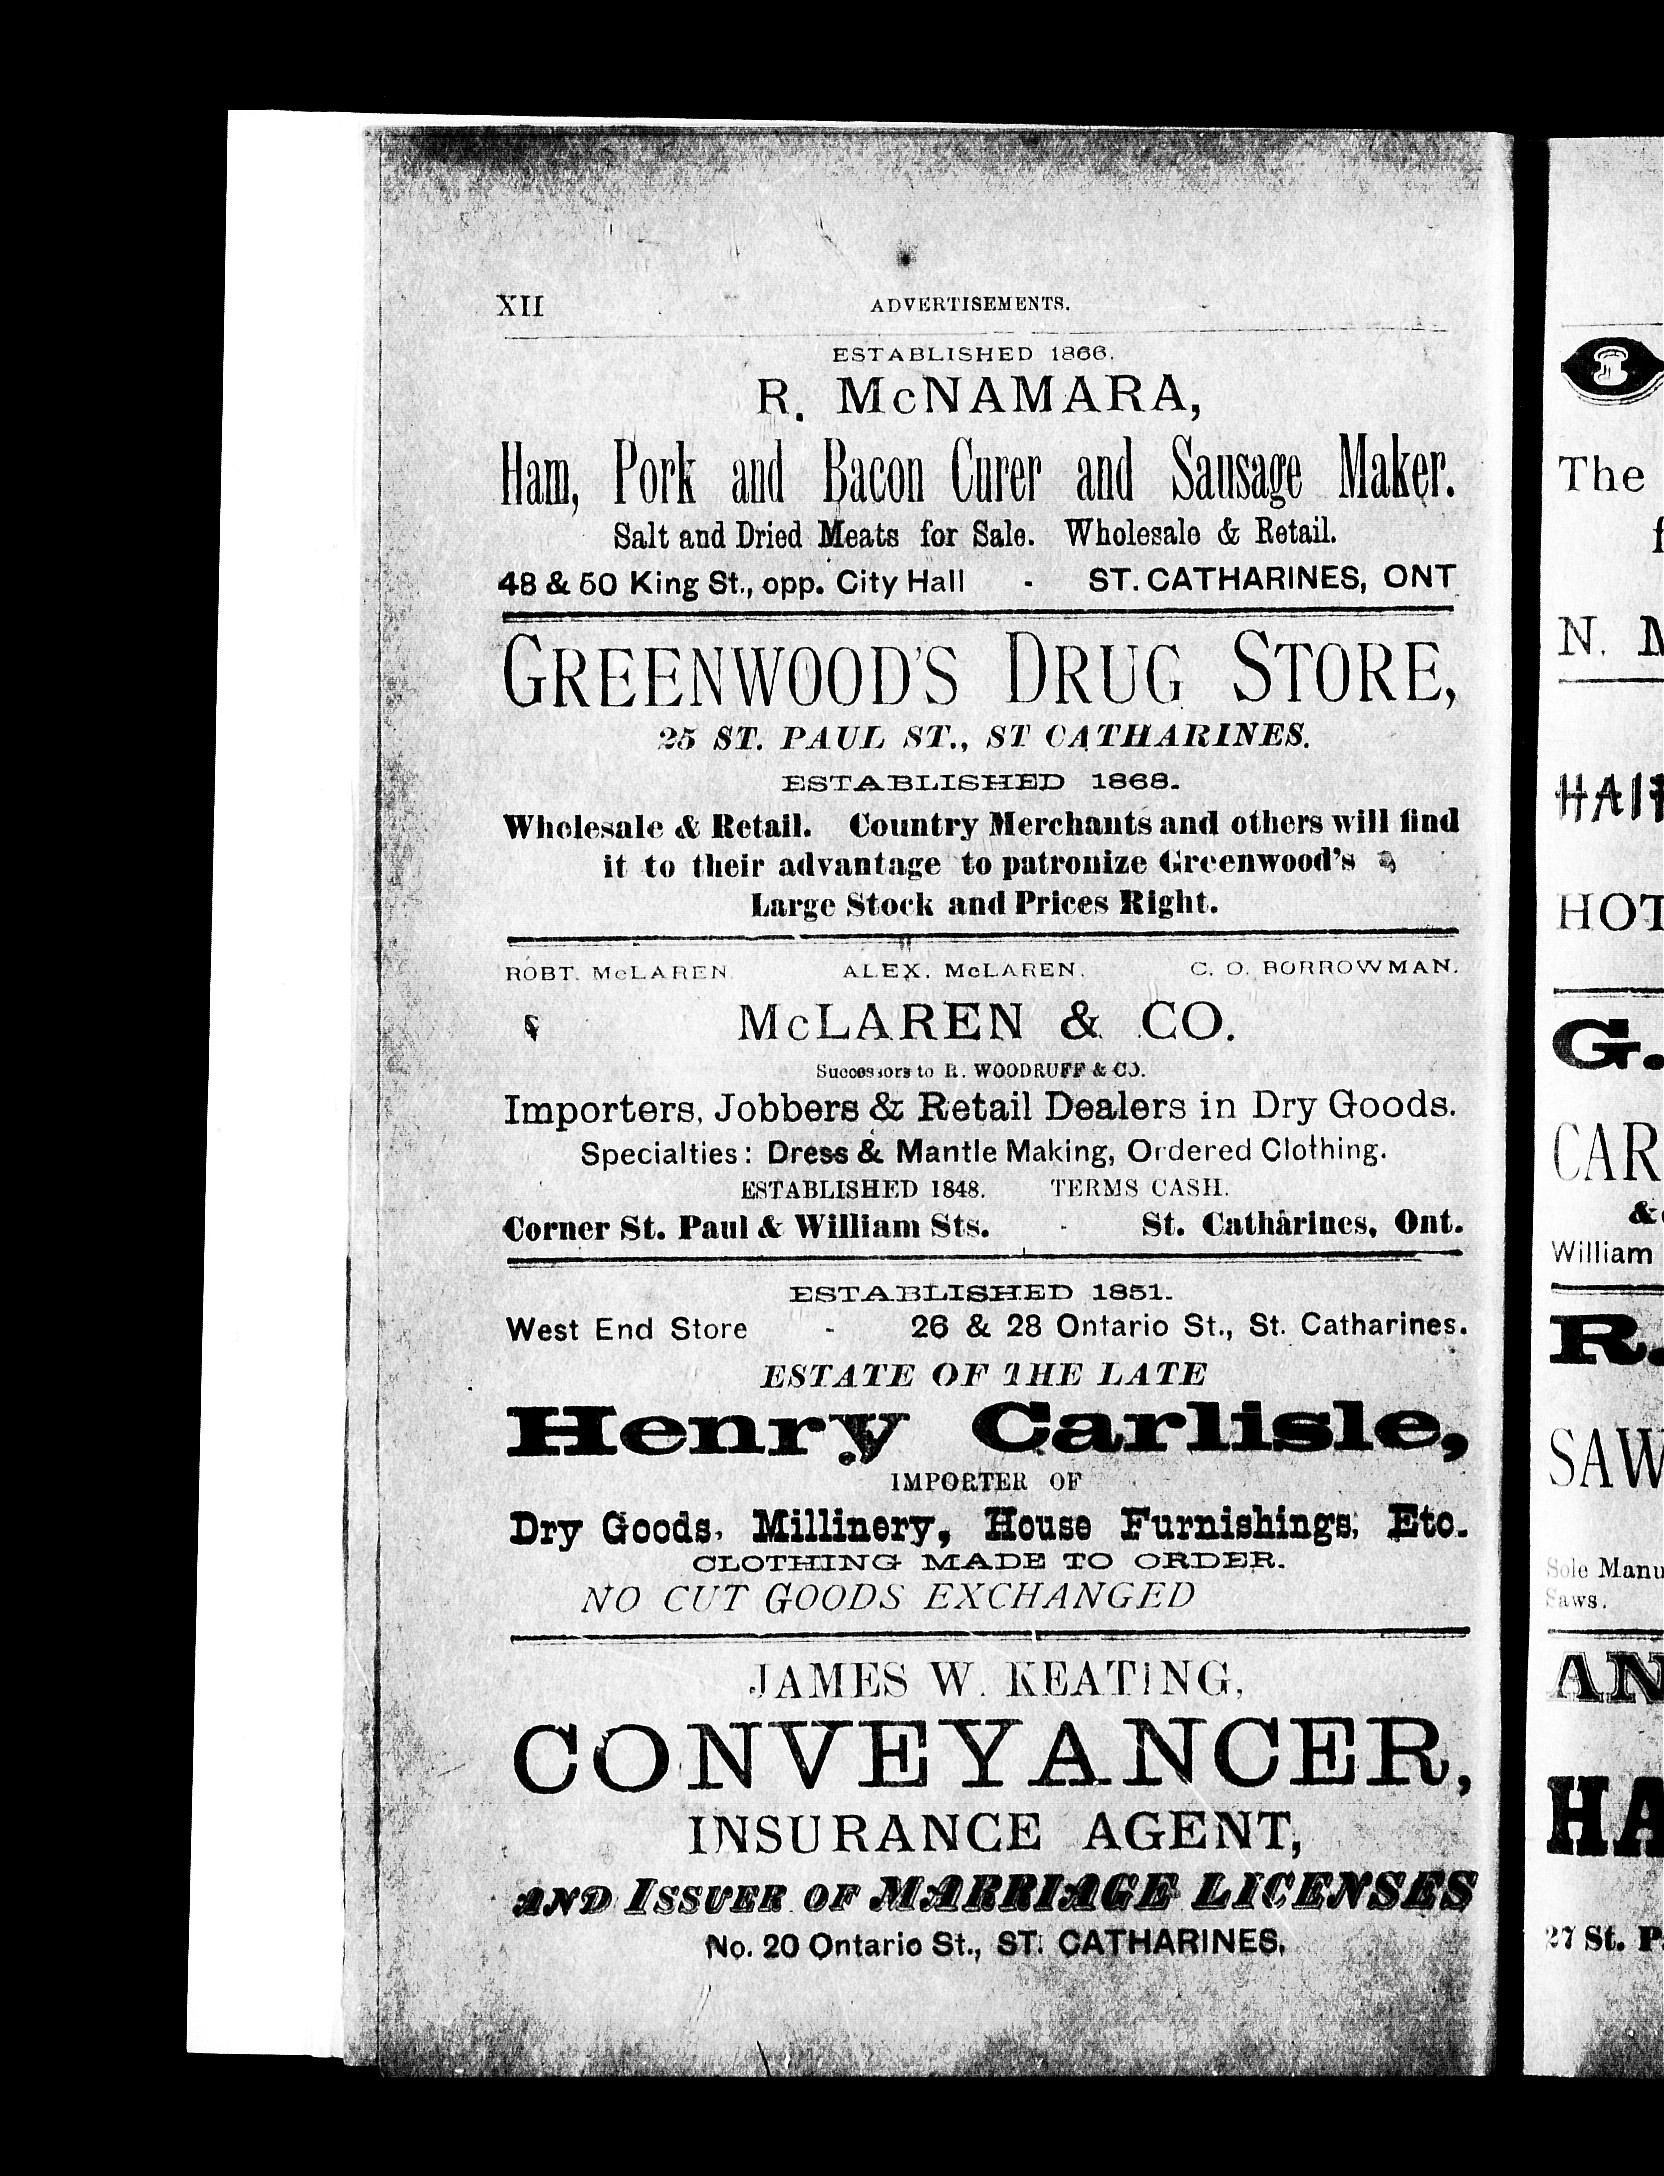 XII ADVERTISEMENTS.
ESTABLISHED 1866.
R. McNAMARA,
Ham, Pork and Bacon Curer and Sausage Maker.
Salt and Dried Meats for Sale. Wholesale & Retail.
48 & 50 King St., opp. City Hall - ST. CATHARINES, ONT
GREENWOOD'S DRUG STORE,
25 ST. PAUL ST., ST CATHARINES.
ESTABLISHED 1868.
Wholesale & Retail. Country Merchants and others will find
it to their advantage to patronize Greenwood's
Large Stock and Prices Right.
ROBT. McLAREN. ALEX. McLAREN. C. O. BORROWMAN.
McLAREN & CO.
Successors to R. WOODRUFF & CO.
Importers, Jobbers & Retail Dealers in Dry Goods.
Specialties: Dress & Mantle Making, Ordered Clothing.
ESTABLISHED 1848. TERMS CASH.
Corner St. Paul & William Sts. - St. Catharines, Ont.
ESTABLISHED 1851.
West End Store - 26 & 28 Ontario St., St. Catharines.
ESTATE OF THE LATE
Henry Carlisle,
IMPORTER OF
Dry Goods, Millinery, House Furnishings, Etc.
CLOTHING MADE TO ORDER.
NO CUT GOODS EXCHANGED
JAMES W. KEATING,
CONVEYANCER,
INSURANCE AGENT,
AND ISSUER OF MARRIAGE LICENSES
No. 20 Ontario St., ST. CATHARINES.
The
N.
HOT
G.
CAR
William
R.
SAW
Sole Manu
Saws.
AN
HA
27 St. P